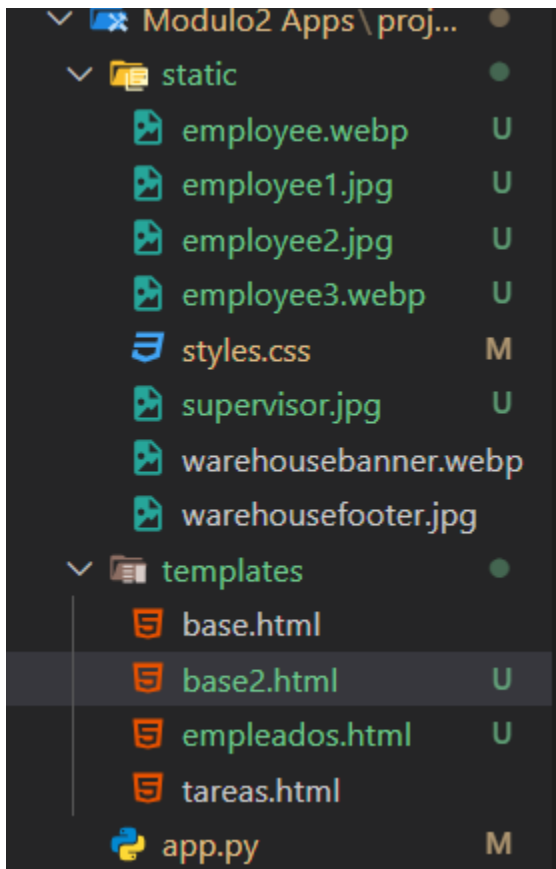 Modulo2 Apps\proj...
static
employee.webp U
employee1.jpg U
employee2.jpg U
employee3.webp U
styles.css M
supervisor.jpg U
warehousebanner.webp
warehousefooter.jpg
templates
base.html
base2.html U
empleados.html U
tareas.html
app.py M